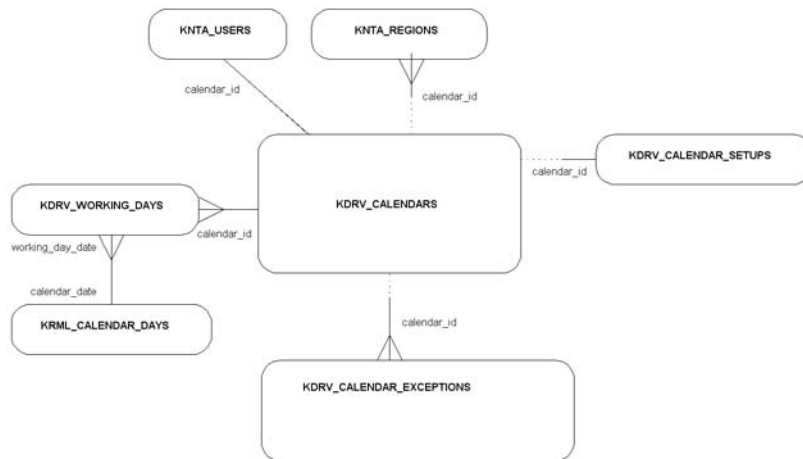 KNTA_USERS
KNTA_REGIONS
calendar_id
calendar_id
KDRV_CALENDAR_SETUPS
calendar_id
KDRV_CALENDARS
KDRV_WORKING_DAYS
calendar_id
working_day_date
calendar_date
KRML_CALENDAR_DAYS
calendar_id
KDRV_CALENDAR_EXCEPTIONS